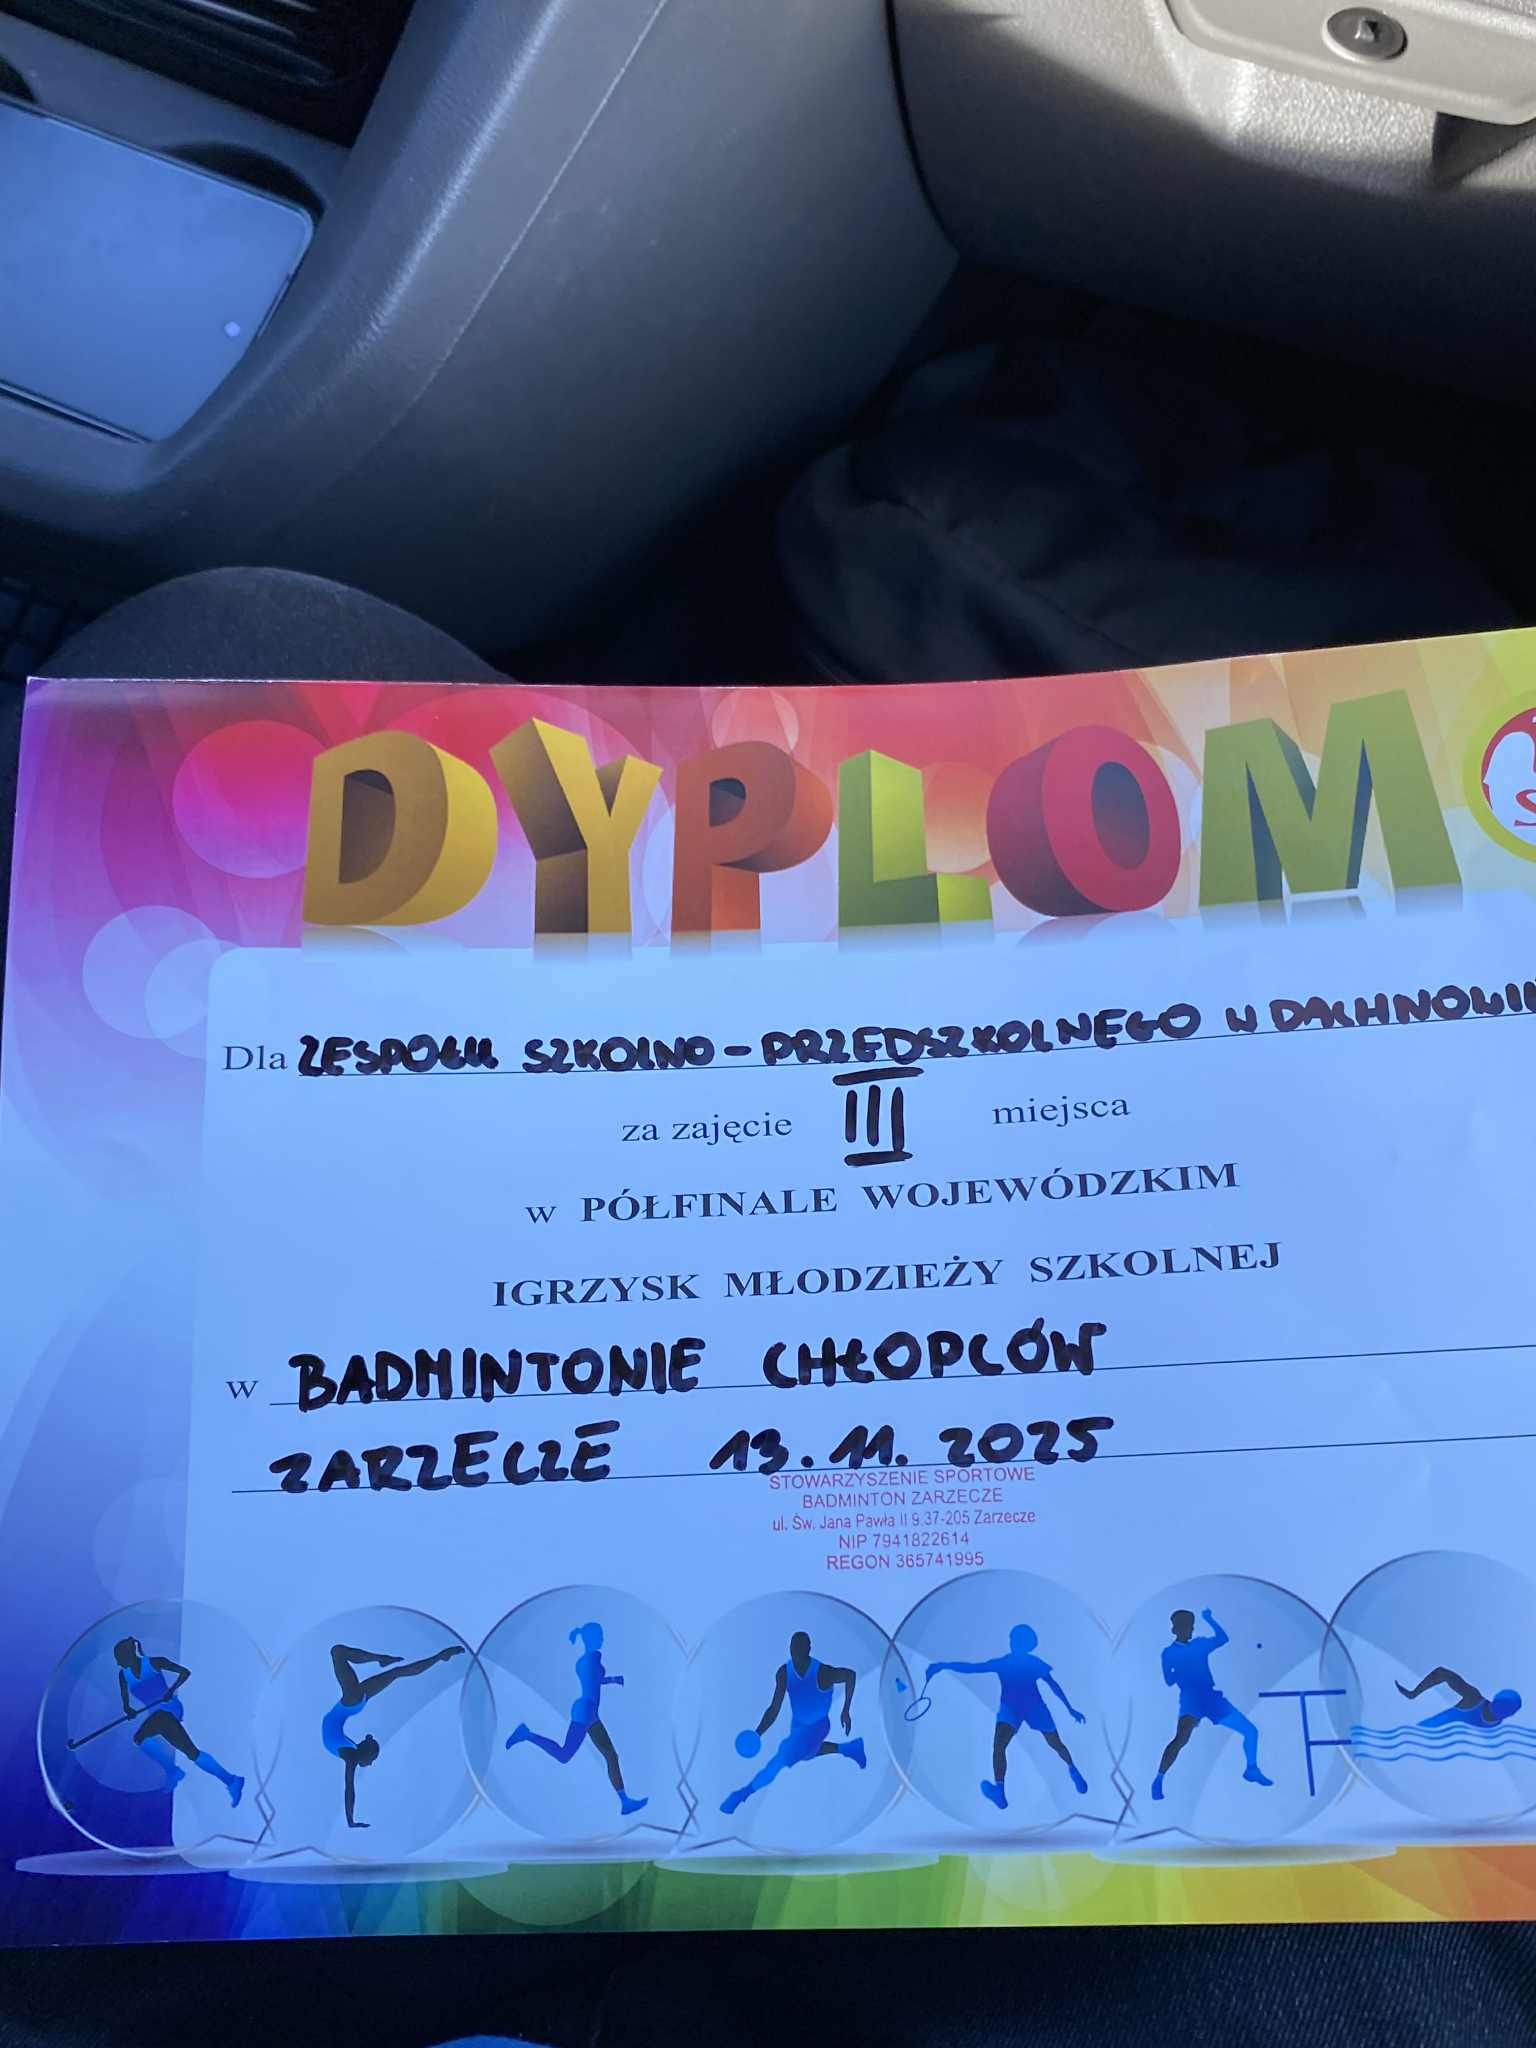 DYPLOM
S
Dla ZESPOŁU SZKOLNO - PRZEDSZKOLNEGO W
za zajęcie III miejsca
w PÓŁFINALE WOJEWÓDZKIM
IGRZYSK MŁODZIEŻY SZKOLNEJ
w BADMINTONIE CHŁOPCÓW
ZARZECZE 13.11.2025
STOWARZYSZENIE SPORTOWE
BADMINTON ZARZECZE
ul. Św. Jana Pawła II 9.37-205 Zarzecze
NIP 7941822614
REGON 365741995